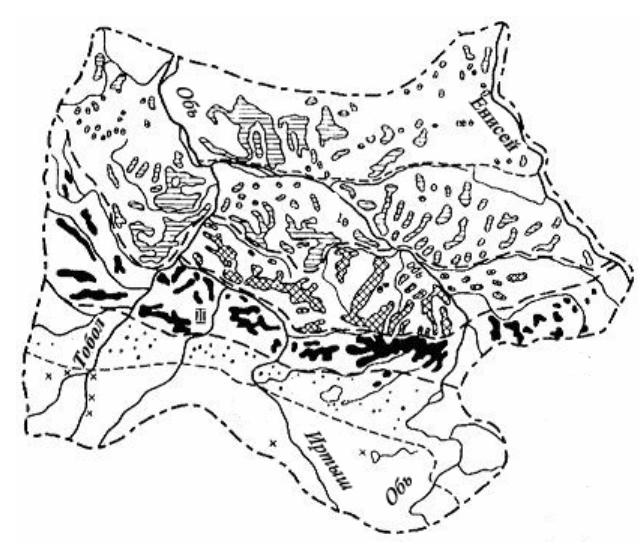 Обь
Енисей
Ш
Тобол
Иртыш
Обь